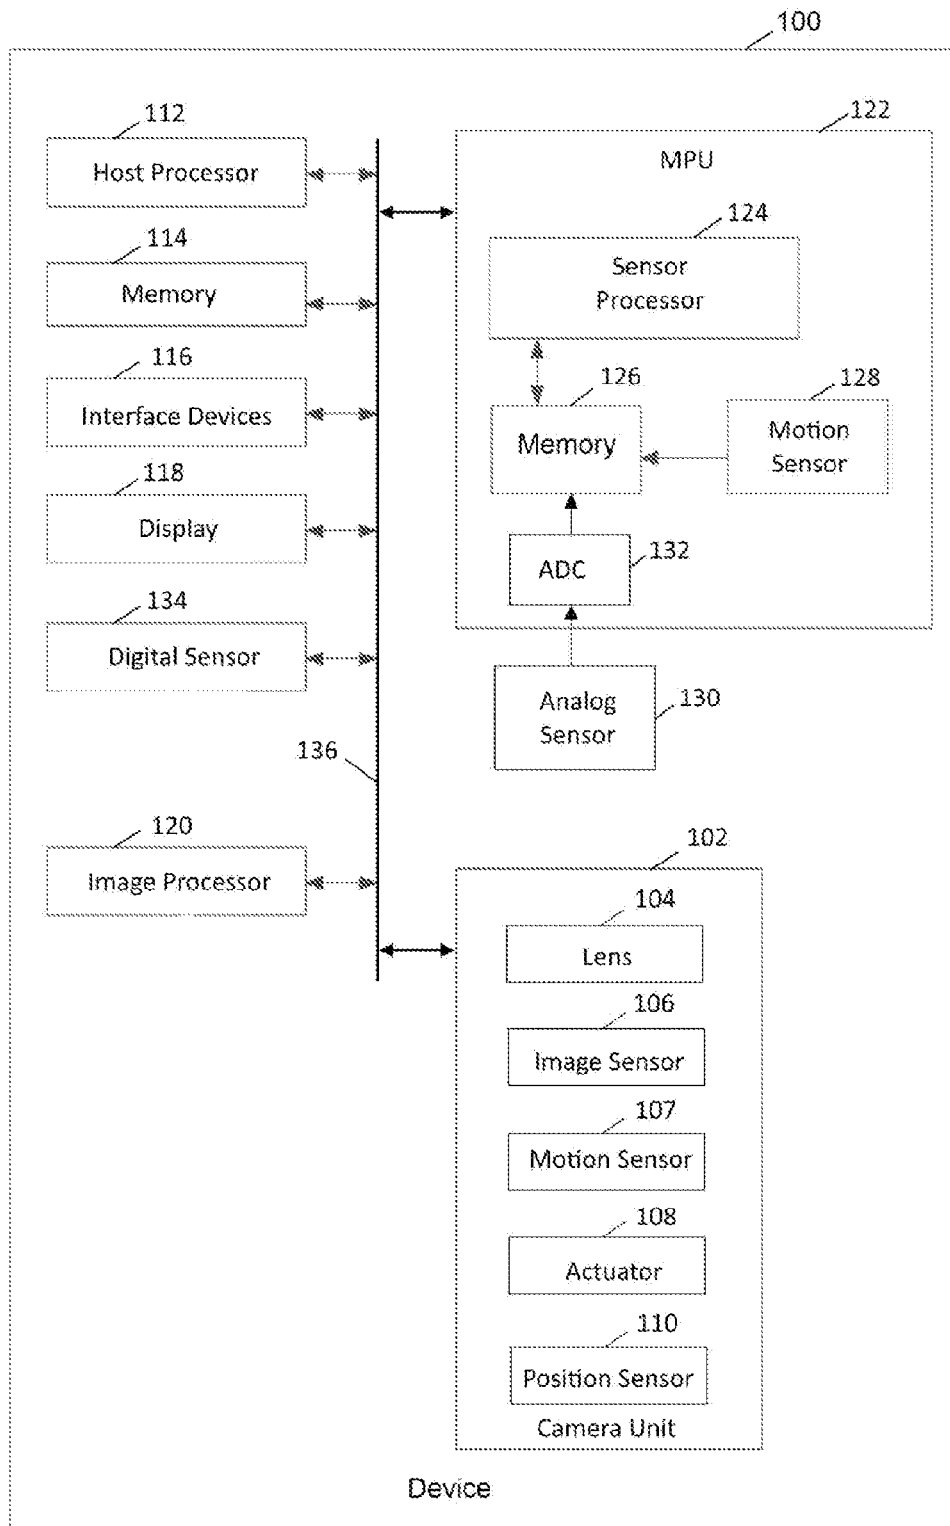 100
112
Host Processor
114
Memory
116
Interface Devices
118
Display
134
Digital Sensor
136
120
Image Processor
122
MPU
124
Sensor
Processor
126
Memory
128
Motion
Sensor
ADC
132
Analog
Sensor
130
102
104
Lens
106
Image Sensor
107
Motion Sensor
108
Actuator
110
Position Sensor
Camera Unit
Device